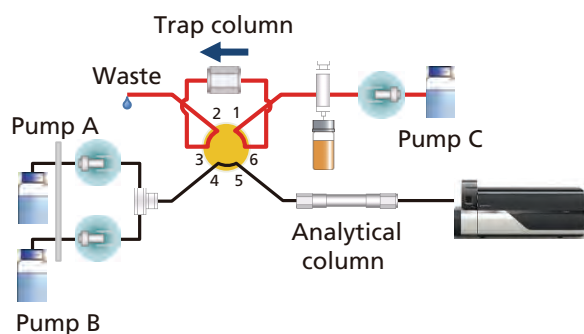 Trap column
Waste
2 1
Pump A
Pump C
3 6
4 5
Analytical
column
Pump B